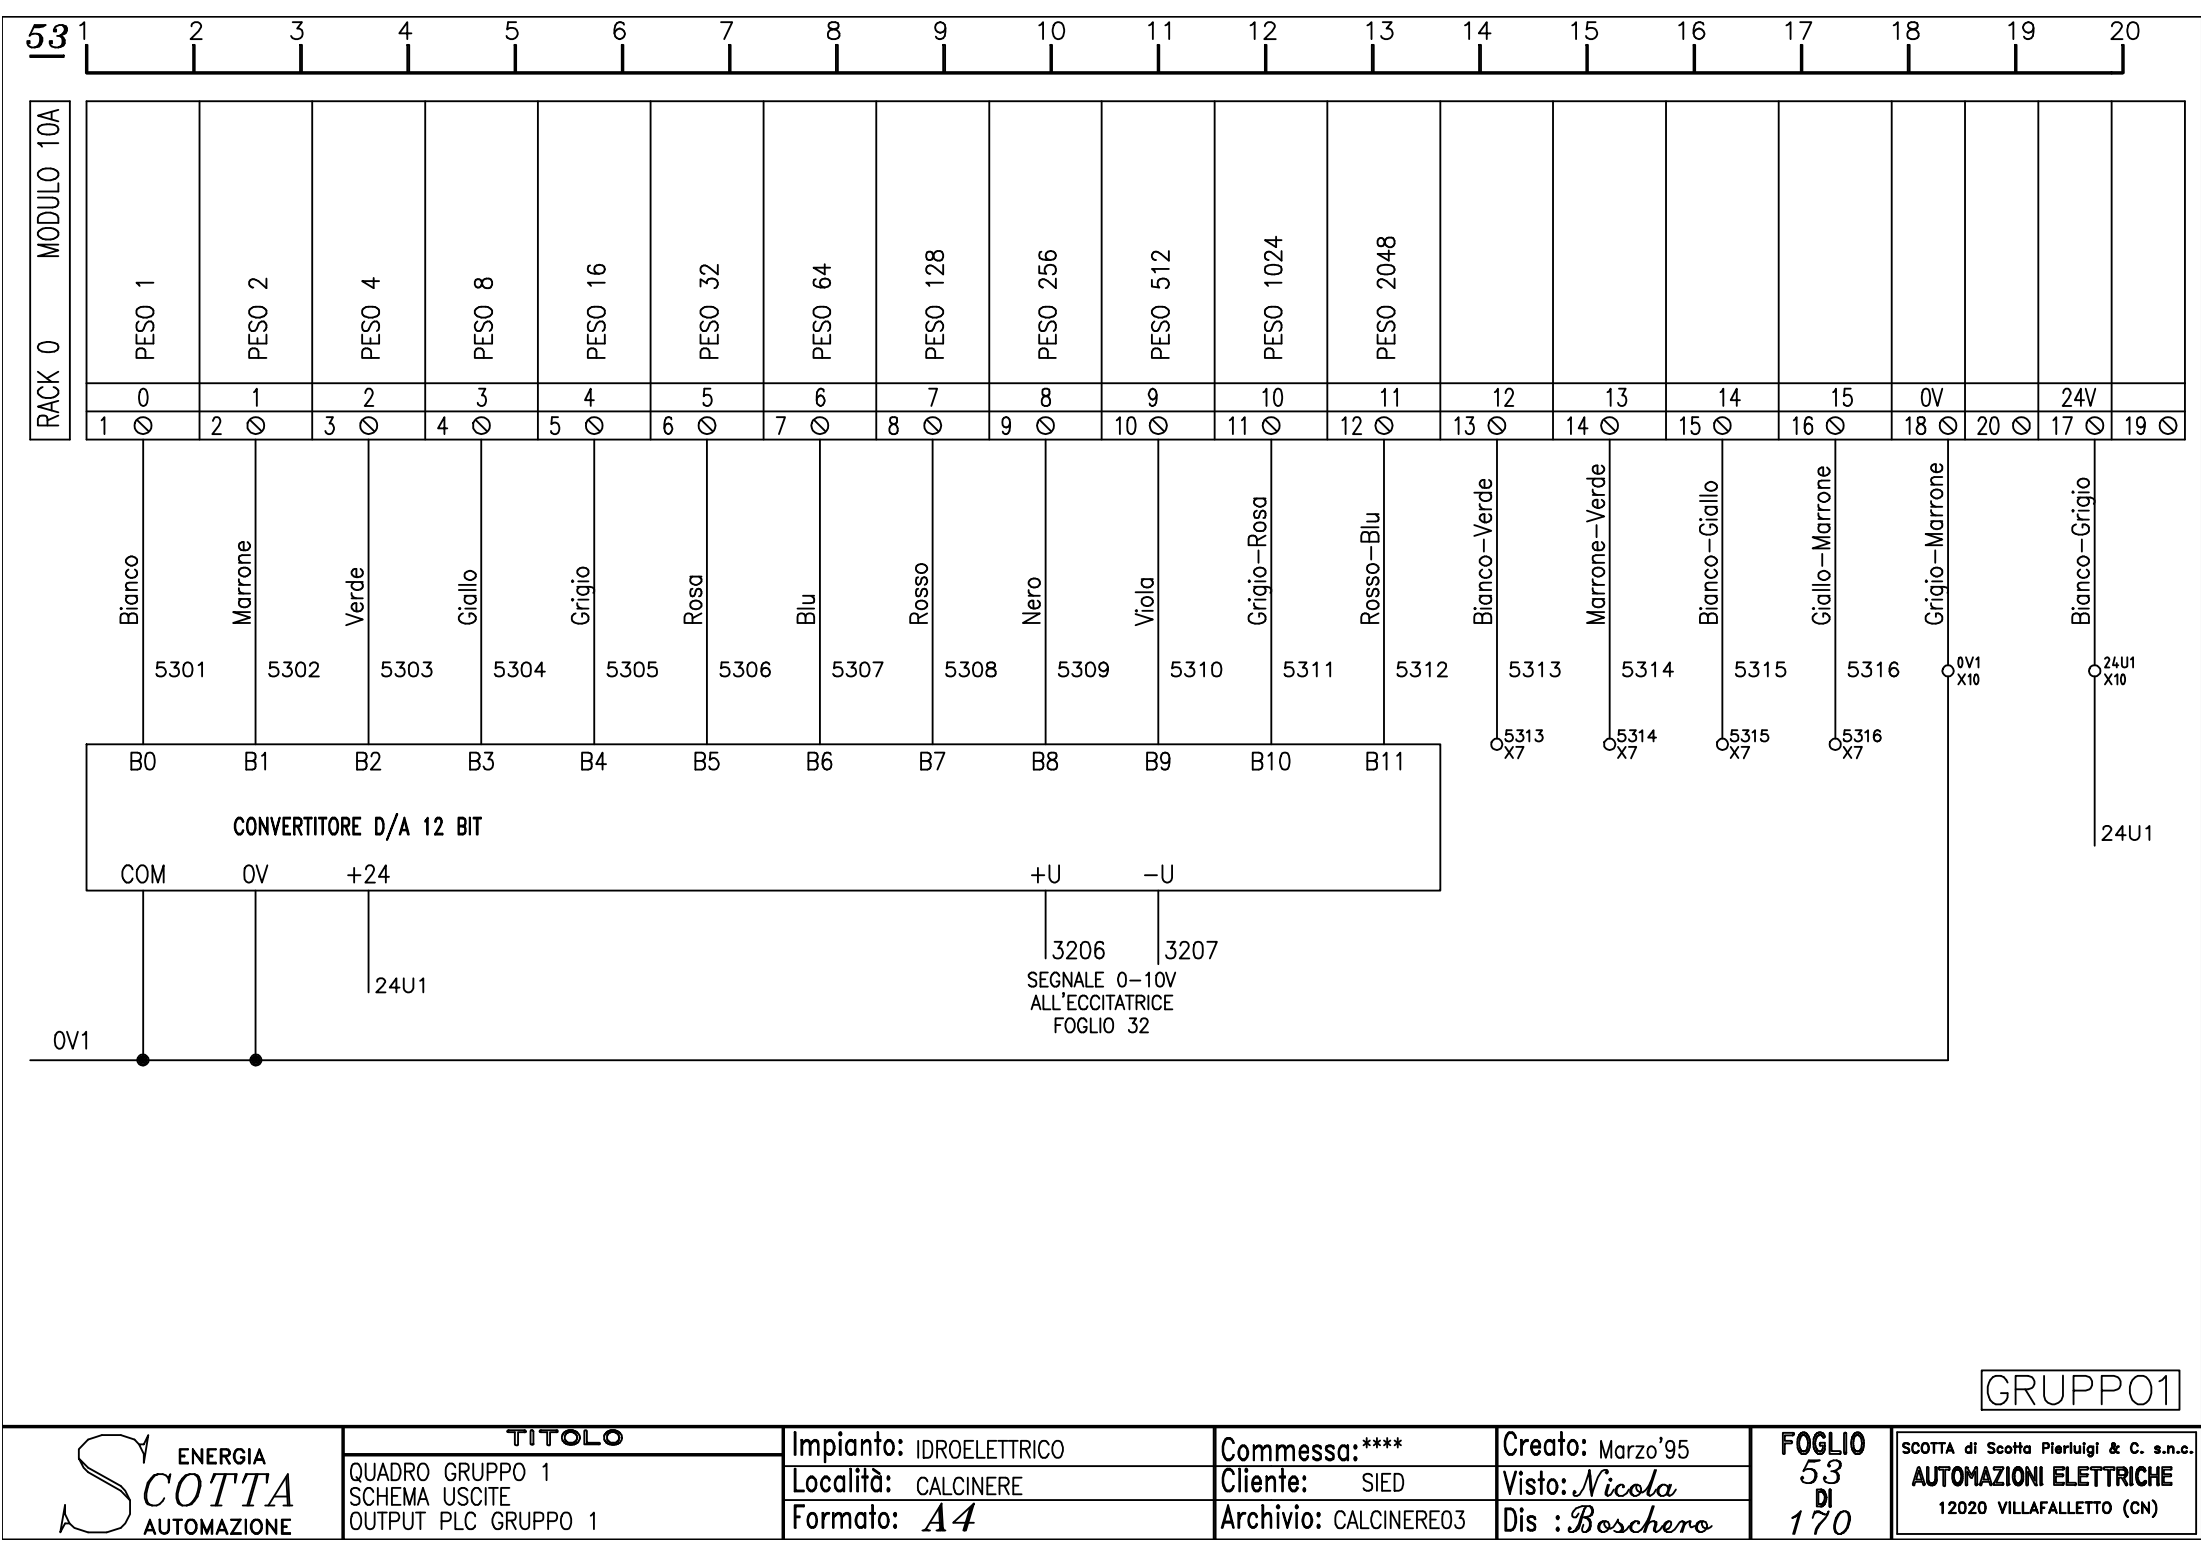 53 1 2 3 4 5 6 7 8 9 10 11 12 13 14 15 16 17 18 19 20
RACK 0 MODULO 10A
PESO 1 PESO 2 PESO 4 PESO 8 PESO 16 PESO 32 PESO 64 PESO 128 PESO 256 PESO 512 PESO 1024 PESO 2048
0 1 2 3 4 5 6 7 8 9 10 11 12 13 14 15 0V 24V
1 2 3 4 5 6 7 8 9 10 11 12 13 14 15 16 18 20 17 19
Bianco Marrone Verde Giallo Grigio Rosa Blu Rosso Nero Viola Grigio-Rosa Rosso-Blu Bianco-Verde Marrone-Verde Bianco-Giallo Giallo-Marrone Grigio-Marrone Bianco-Grigio
5301 5302 5303 5304 5305 5306 5307 5308 5309 5310 5311 5312 5313 5314 5315 5316 0V1 24U1
X10 X10
5313 5314 5315 5316
X7 X7 X7 X7
B0 B1 B2 B3 B4 B5 B6 B7 B8 B9 B10 B11
CONVERTITORE D/A 12 BIT
24U1
COM 0V +24 +U -U
3206 3207
SEGNALE 0-10V
ALL'ECCITATRICE
FOGLIO 32
24U1
0V1
GRUPPO1
ENERGIA
SCOTTA
AUTOMAZIONE
TITOLO
QUADRO GRUPPO 1
SCHEMA USCITE
OUTPUT PLC GRUPPO 1
Impianto: IDROELETTRICO
Località: CALCINERE
Formato: A4
Commessa:****
Cliente: SIED
Archivio: CALCINERE03
Creato: Marzo'95
Visto: Nicola
Dis : Boschero
FOGLIO
53
DI
170
SCOTTA di Scotta Pierluigi & C. s.n.c.
AUTOMAZIONI ELETTRICHE
12020 VILLAFALLETTO (CN)